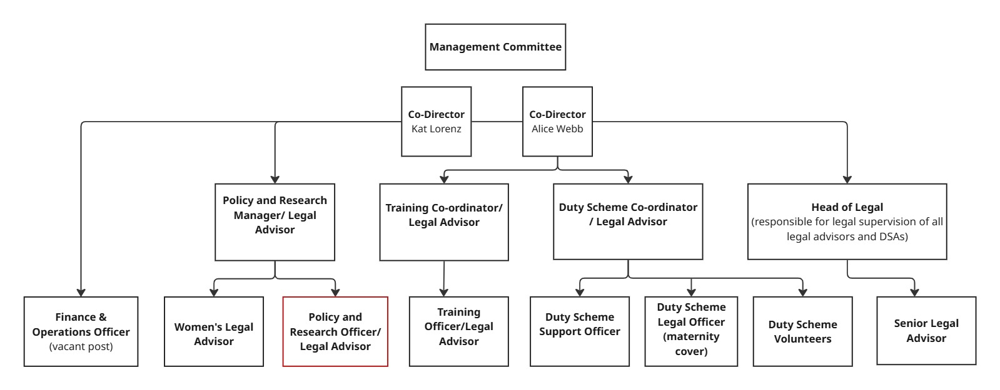 Management Committee
Co-Director
Kat Lorenz
Co-Director
Alice Webb
Policy and Research
Manager/ Legal
Advisor
Training Co-ordinator/
Legal Advisor
Duty Scheme Co-ordinator
/ Legal Advisor
Head of Legal
(responsible for legal supervision of all
legal advisors and DSAs)
Finance &
Operations Officer
(vacant post)
Women's Legal
Advisor
Policy and
Research Officer/
Legal Advisor
Training
Officer/Legal
Advisor
Duty Scheme
Support Officer
Duty Scheme
Legal Officer
(maternity
cover)
Duty Scheme
Volunteers
Senior Legal
Advisor